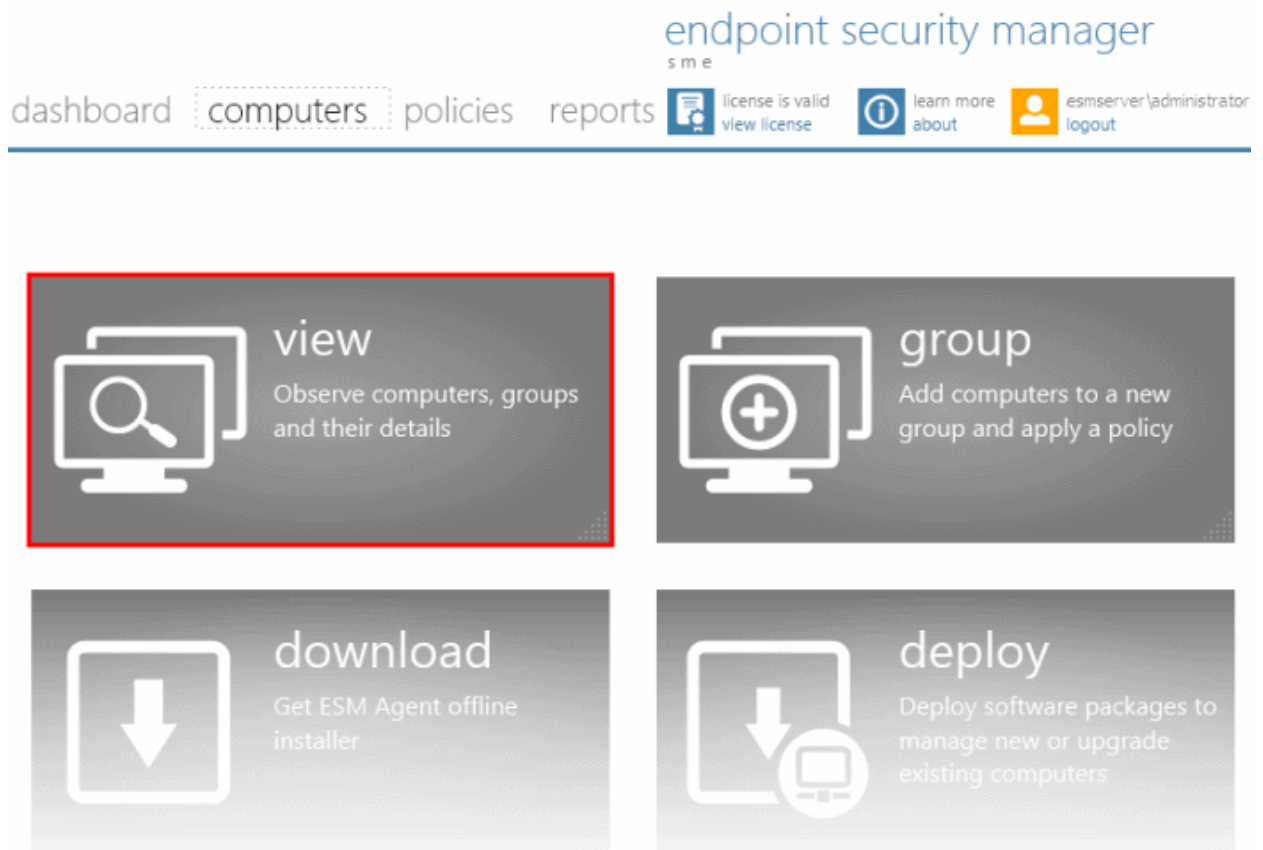 endpoint security manager
sme
dashboard computers policies reports
license is valid
view license
learn more
about
esmserver\administrator
logout
view
Observe computers, groups
and their details
group
Add computers to a new
group and apply a policy
download
Get ESM Agent offline
installer
deploy
Deploy software packages to
manage new or upgrade
existing computers